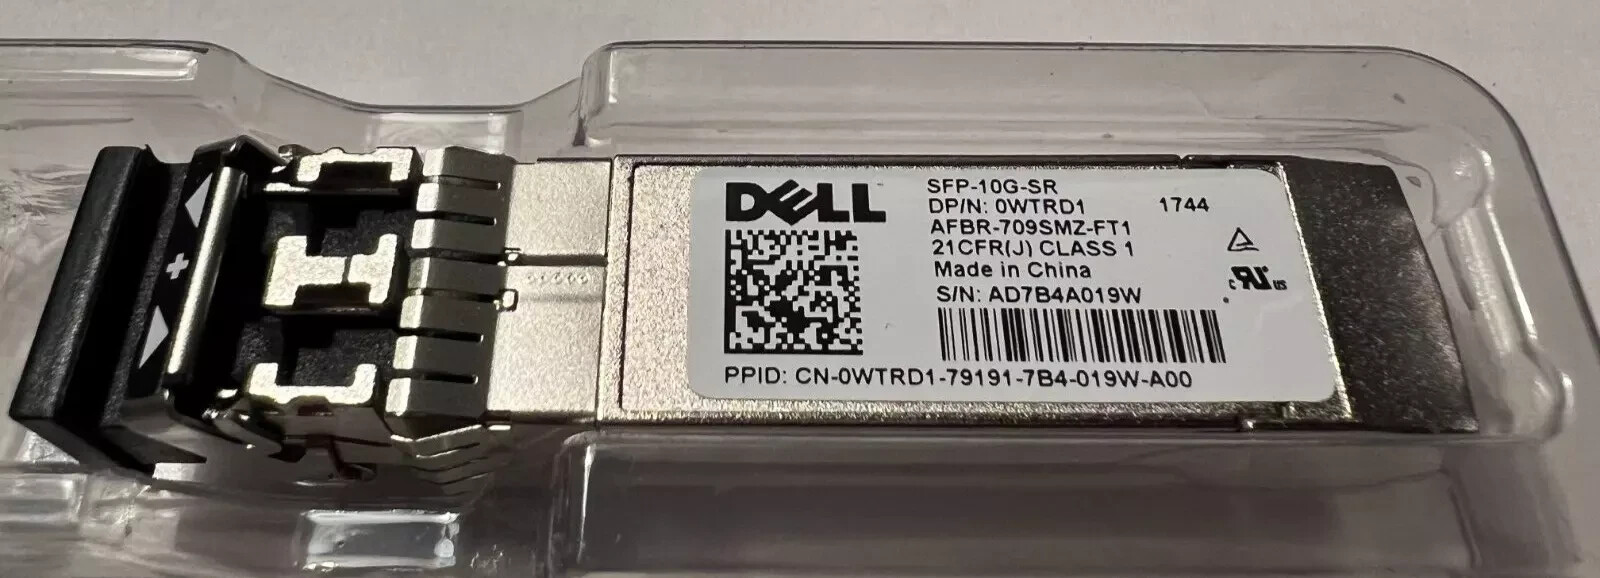 DELL
SFP-10G-SR
DP/N: 0WTRD1 1744
AFBR-709SMZ-FT1
21CFR(J) CLASS 1
Made in China
S/N: AD7B4A019W
PPID: CN-0WTRD1-79191-7B4-019W-A00